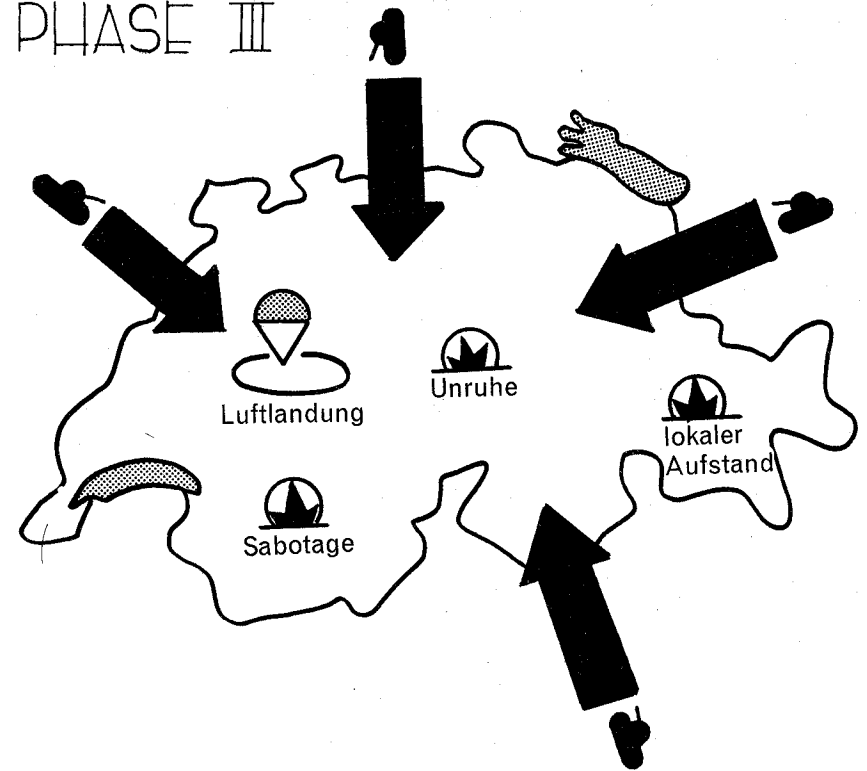 PHASE III
Luftlandung
Unruhe
lokaler
Aufstand
Sabotage